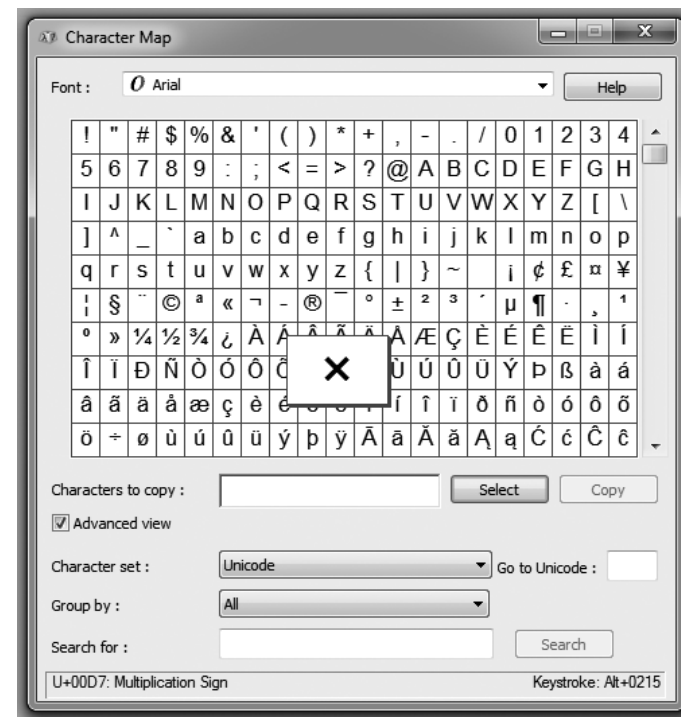 Character Map
Font : O Arial Help
! " # $ % & ' ( ) * + , - . / 0 1 2 3 4
5 6 7 8 9 : ; < = > ? @ A B C D E F G H
I J K L M N O P Q R S T U V W X Y Z [ \
] ^ _ ` a b c d e f g h i j k l m n o p
q r s t u v w x y z { | } ~ ¡ ¢ £ ¤ ¥
¦ § ¨ © ª « ¬ - ® ¯ ° ± ² ³ ´ µ ¶ · ¸ ¹
º » ¼ ½ ¾ ¿ À Á Â Ã Ä Å Æ Ç È É Ê Ë Ì Í
Î Ï Ð Ñ Ò Ó Ô Õ × Ù Ú Û Ü Ý Þ ß à á
â ã ä å æ ç è é í î ï ð ñ ò ó ô õ
ö ÷ ø ù ú û ü ý þ ÿ Ā ā Ă ă Ą ą Ć ć Ĉ ĉ
Characters to copy : Select Copy
Advanced view
Character set : Unicode Go to Unicode :
Group by : All
Search for : Search
U+00D7: Multiplication Sign Keystroke: Alt+0215